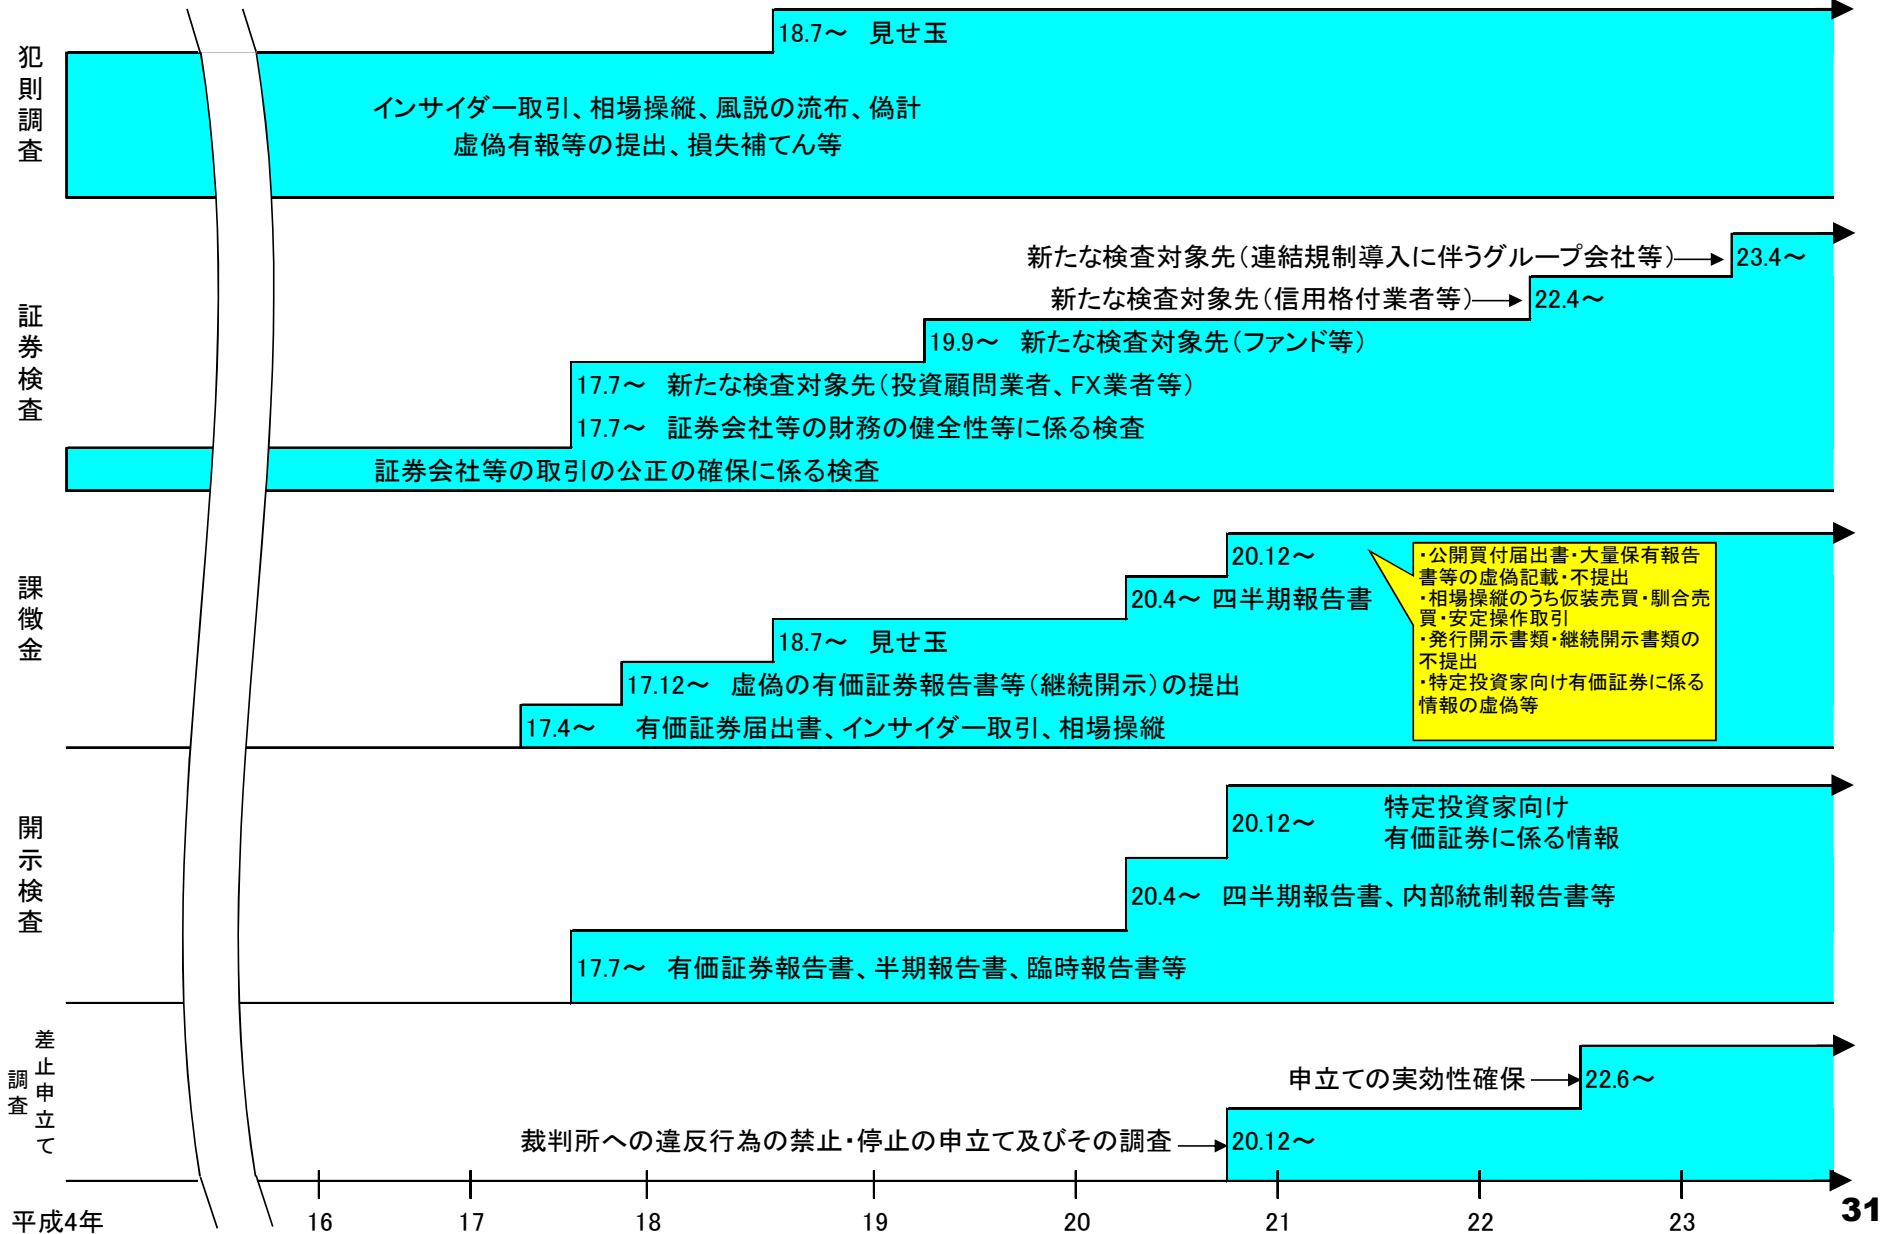 犯則調査
18.7～ 見せ玉
インサイダー取引、相場操縦、風説の流布、偽計
虚偽有報等の提出、損失補てん等
証券検査
新たな検査対象先（連結規制導入に伴うグループ会社等）
23.4～
新たな検査対象先（信用格付業者等）
22.4～
19.9～ 新たな検査対象先（ファンド等）
17.7～ 新たな検査対象先（投資顧問業者、FX業者等）
17.7～ 証券会社等の財務の健全性等に係る検査
証券会社等の取引の公正の確保に係る検査
課徴金
20.12～
・公開買付届出書・大量保有報告
書等の虚偽記載・不提出
・相場操縦のうち仮装売買・馴合売
買・安定操作取引
・発行開示書類・継続開示書類の
不提出
・特定投資家向け有価証券に係る
情報の虚偽等
20.4～ 四半期報告書
18.7～ 見せ玉
17.12～ 虚偽の有価証券報告書等（継続開示）の提出
17.4～ 有価証券届出書、インサイダー取引、相場操縦
開示検査
20.12～
特定投資家向け
有価証券に係る情報
20.4～ 四半期報告書、内部統制報告書等
17.7～ 有価証券報告書、半期報告書、臨時報告書等
差止申立て
調査
申立ての実効性確保
22.6～
裁判所への違反行為の禁止・停止の申立て及びその調査
20.12～
平成4年 16 17 18 19 20 21 22 23
31